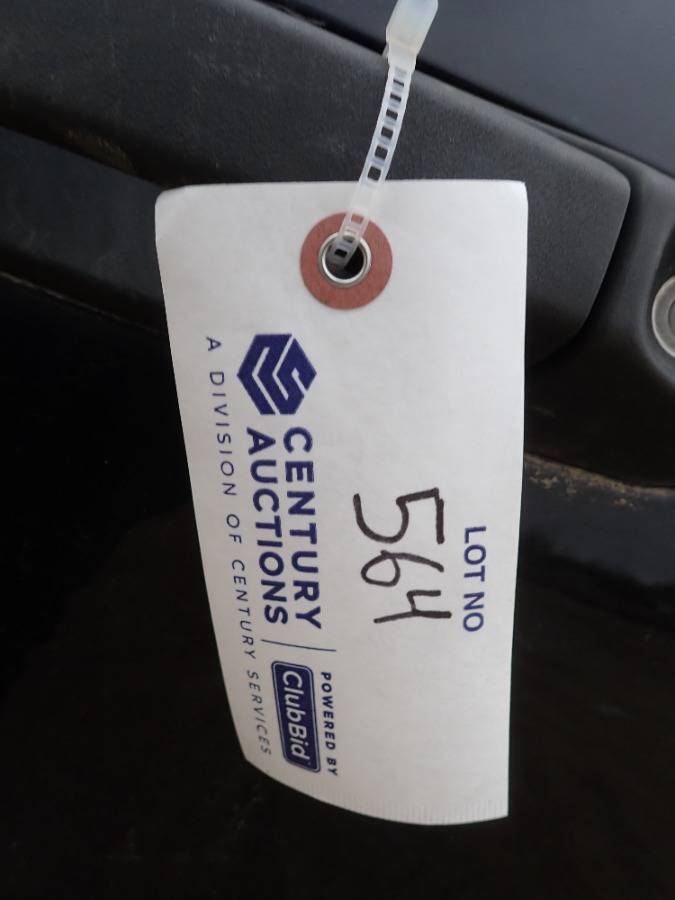 LOT NO
564
CENTURY
AUCTIONS
POWERED BY
ClubBid
A DIVISION OF CENTURY SERVICES